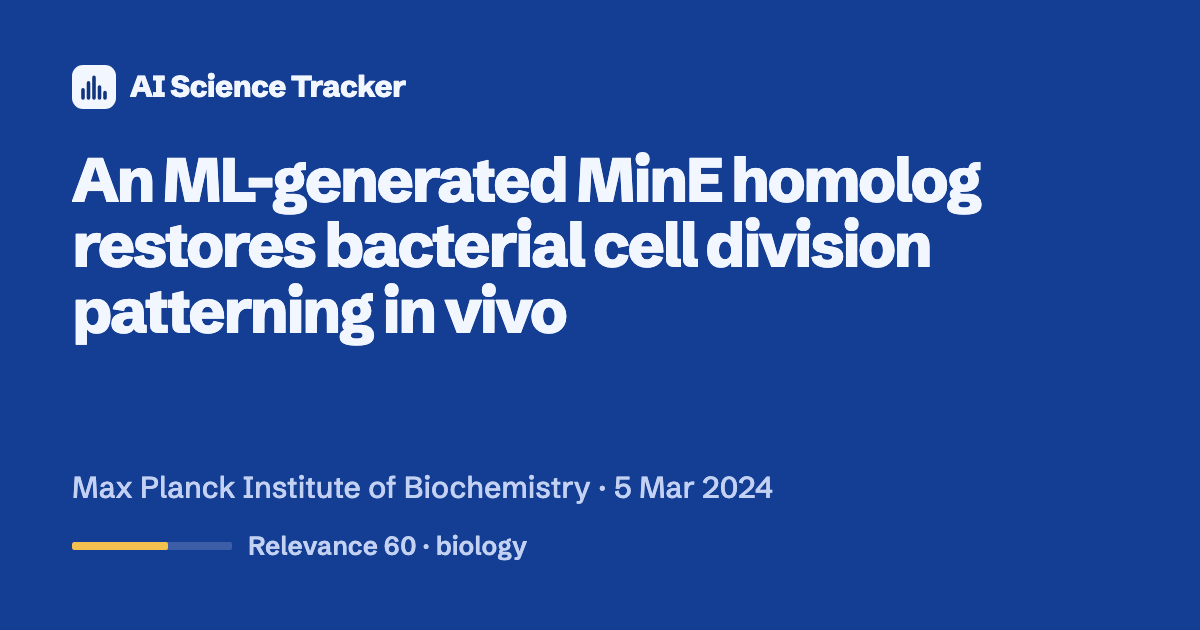 AI Science Tracker
An ML-generated MinE homolog
restores bacterial cell division
patterning in vivo
Max Planck Institute of Biochemistry · 5 Mar 2024
Relevance 60 · biology